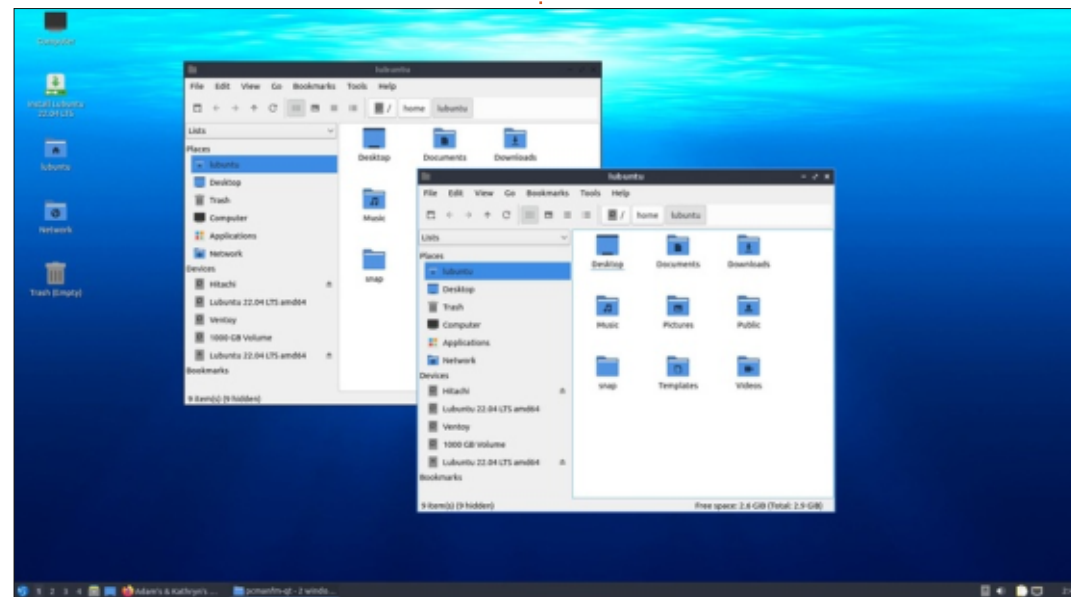 Computer
Install Lubuntu
22.04 LTS
lubuntu
Network
Trash (Empty)
lubuntu
File Edit View Go Bookmarks Tools Help
/ home lubuntu
Lists
Places
lubuntu
Desktop
Trash
Computer
Applications
Network
Devices
Hitachi
Lubuntu 22.04 LTS amd64
Ventoy
1000 GB Volume
Lubuntu 22.04 LTS amd64
Bookmarks
Desktop Documents Downloads
Music
snap
9 item(s) (9 hidden)
lubuntu
File Edit View Go Bookmarks Tools Help
/ home lubuntu
Lists
Places
lubuntu
Desktop
Trash
Computer
Applications
Network
Devices
Hitachi
Lubuntu 22.04 LTS amd64
Ventoy
1000 GB Volume
Lubuntu 22.04 LTS amd64
Bookmarks
Desktop Documents Downloads
Music Pictures Public
snap Templates Videos
9 item(s) (9 hidden)
Free space: 2.6 GiB (Total: 2.9 GiB)
1 2 3 4 Adam's & Kathryn's ... pcmanfm-qt - 2 windo...